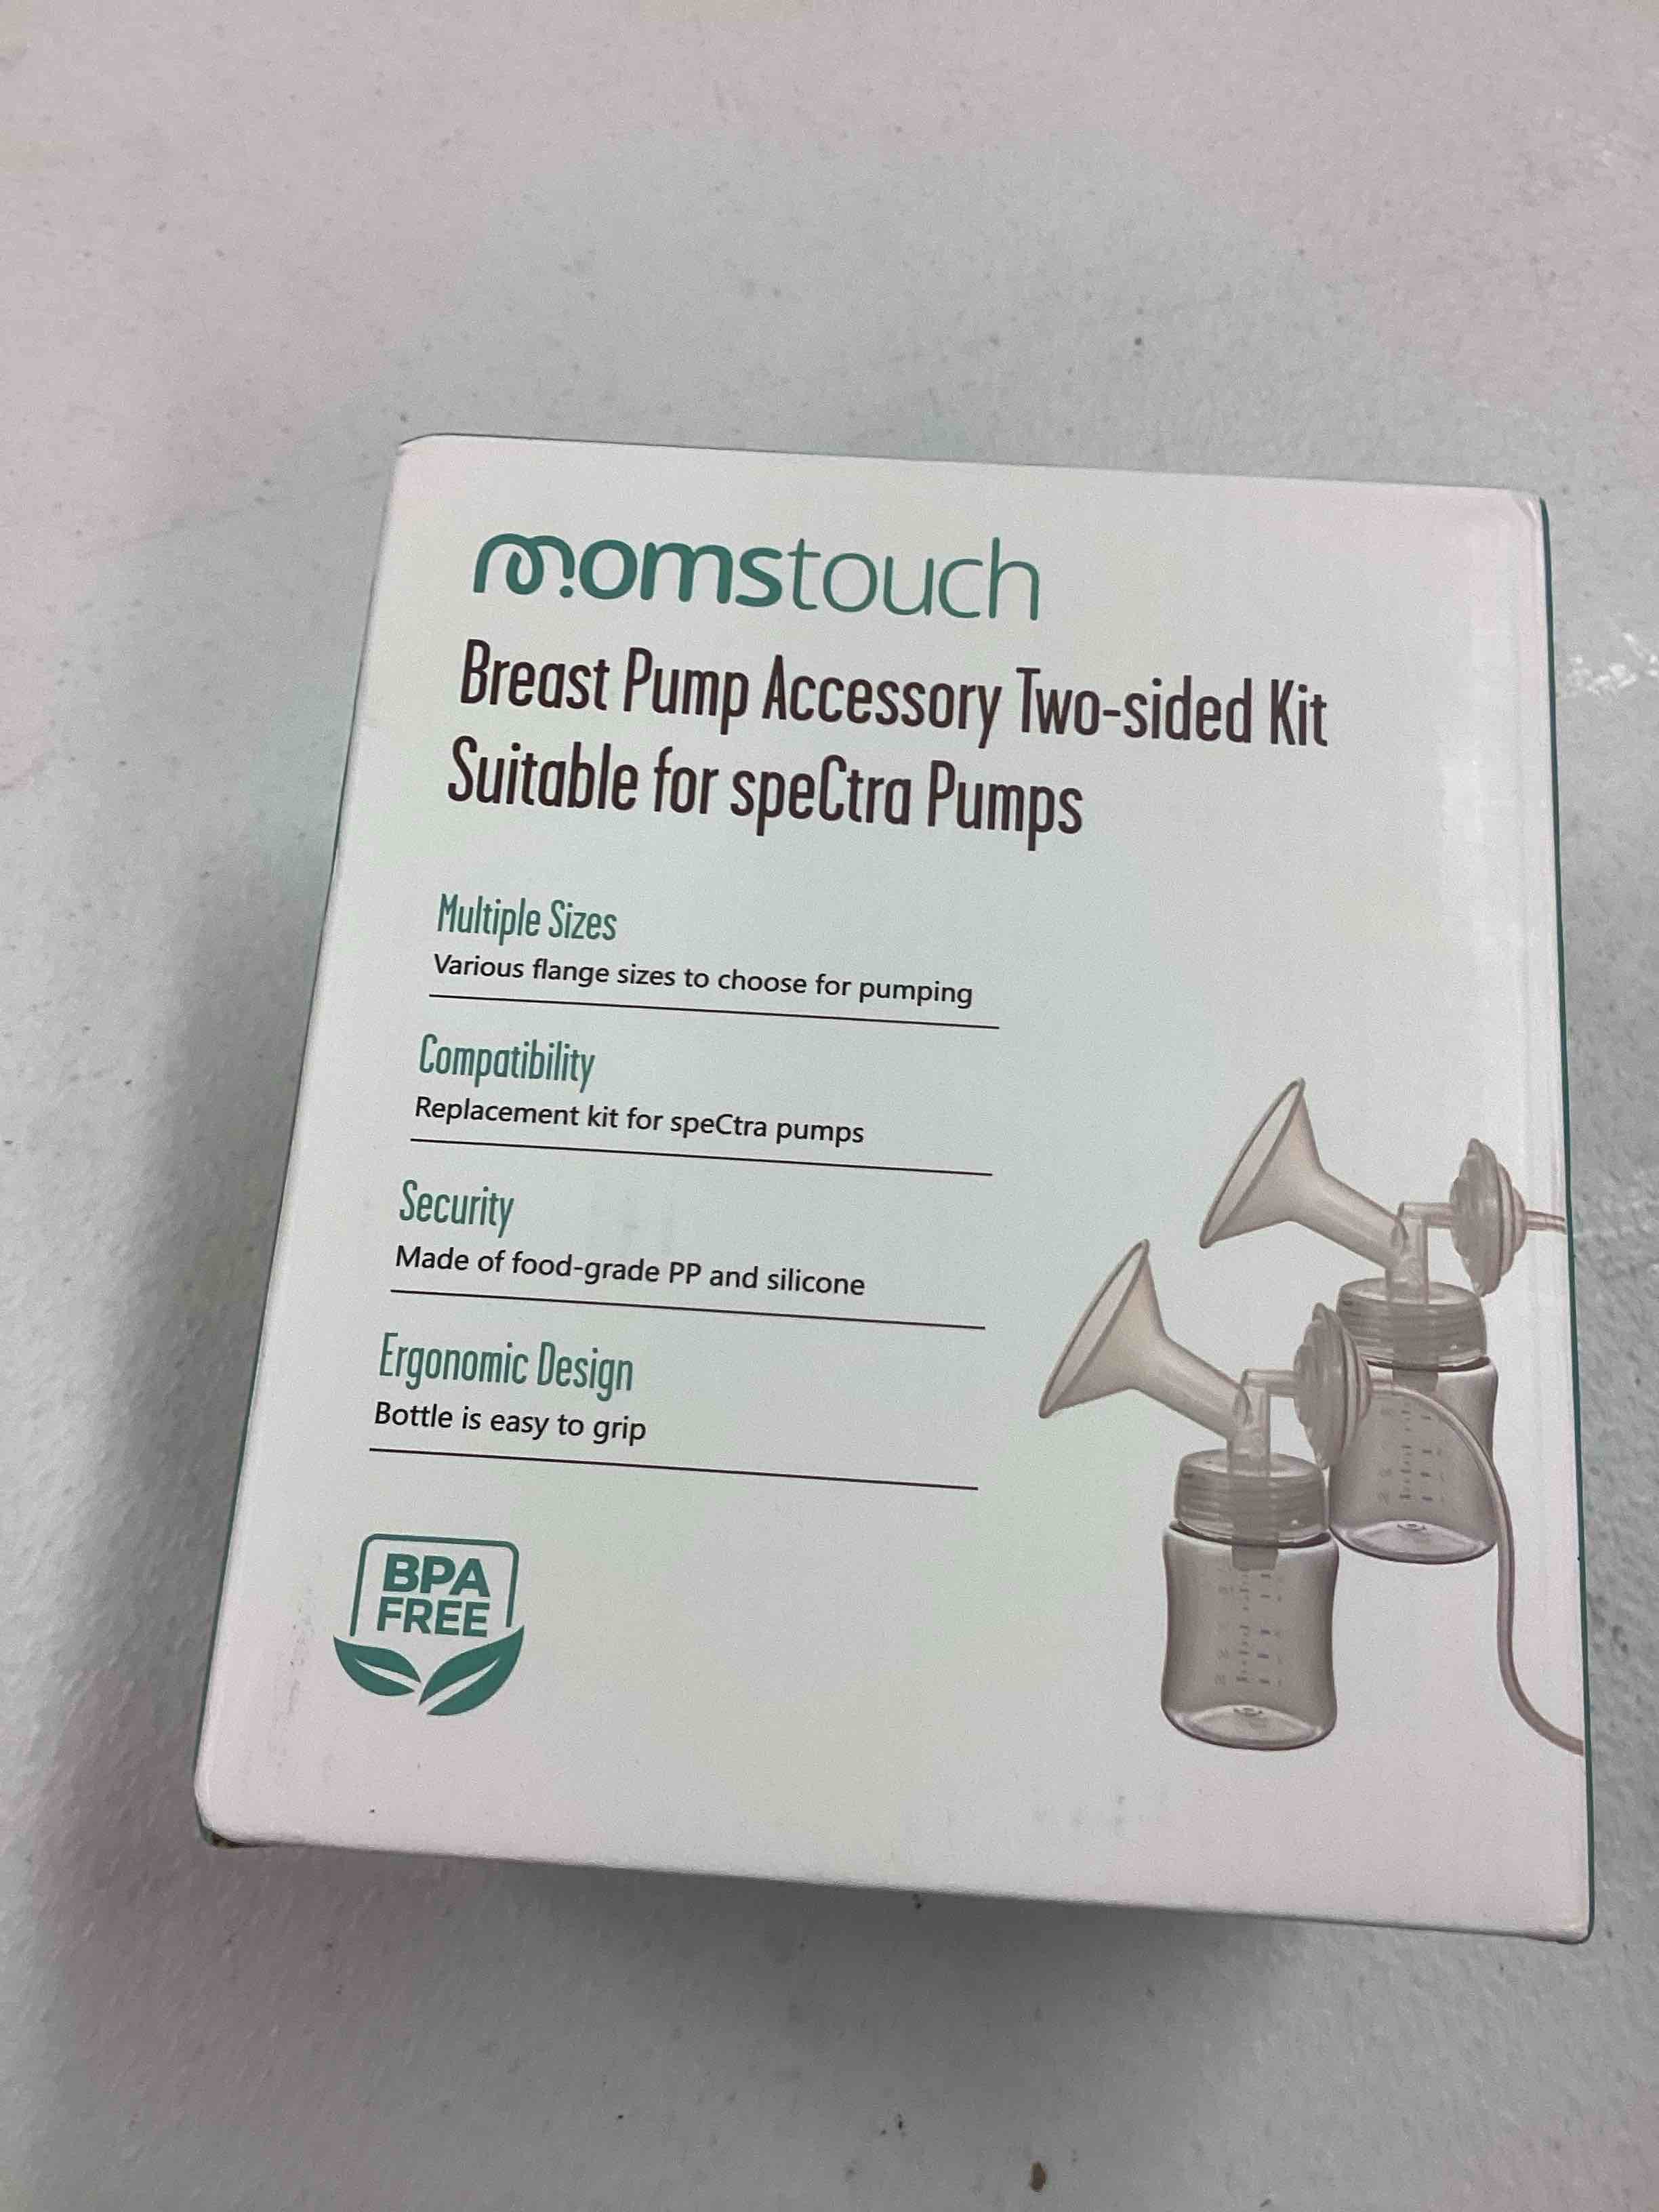 momstouch
Breast Pump Accessory Two-sided Kit
Suitable for speCtra Pumps
Multiple Sizes
Various flange sizes to choose for pumping
Compatibility
Replacement kit for speCtra pumps
Security
Made of food-grade PP and silicone
Ergonomic Design
Bottle is easy to grip
BPA
FREE